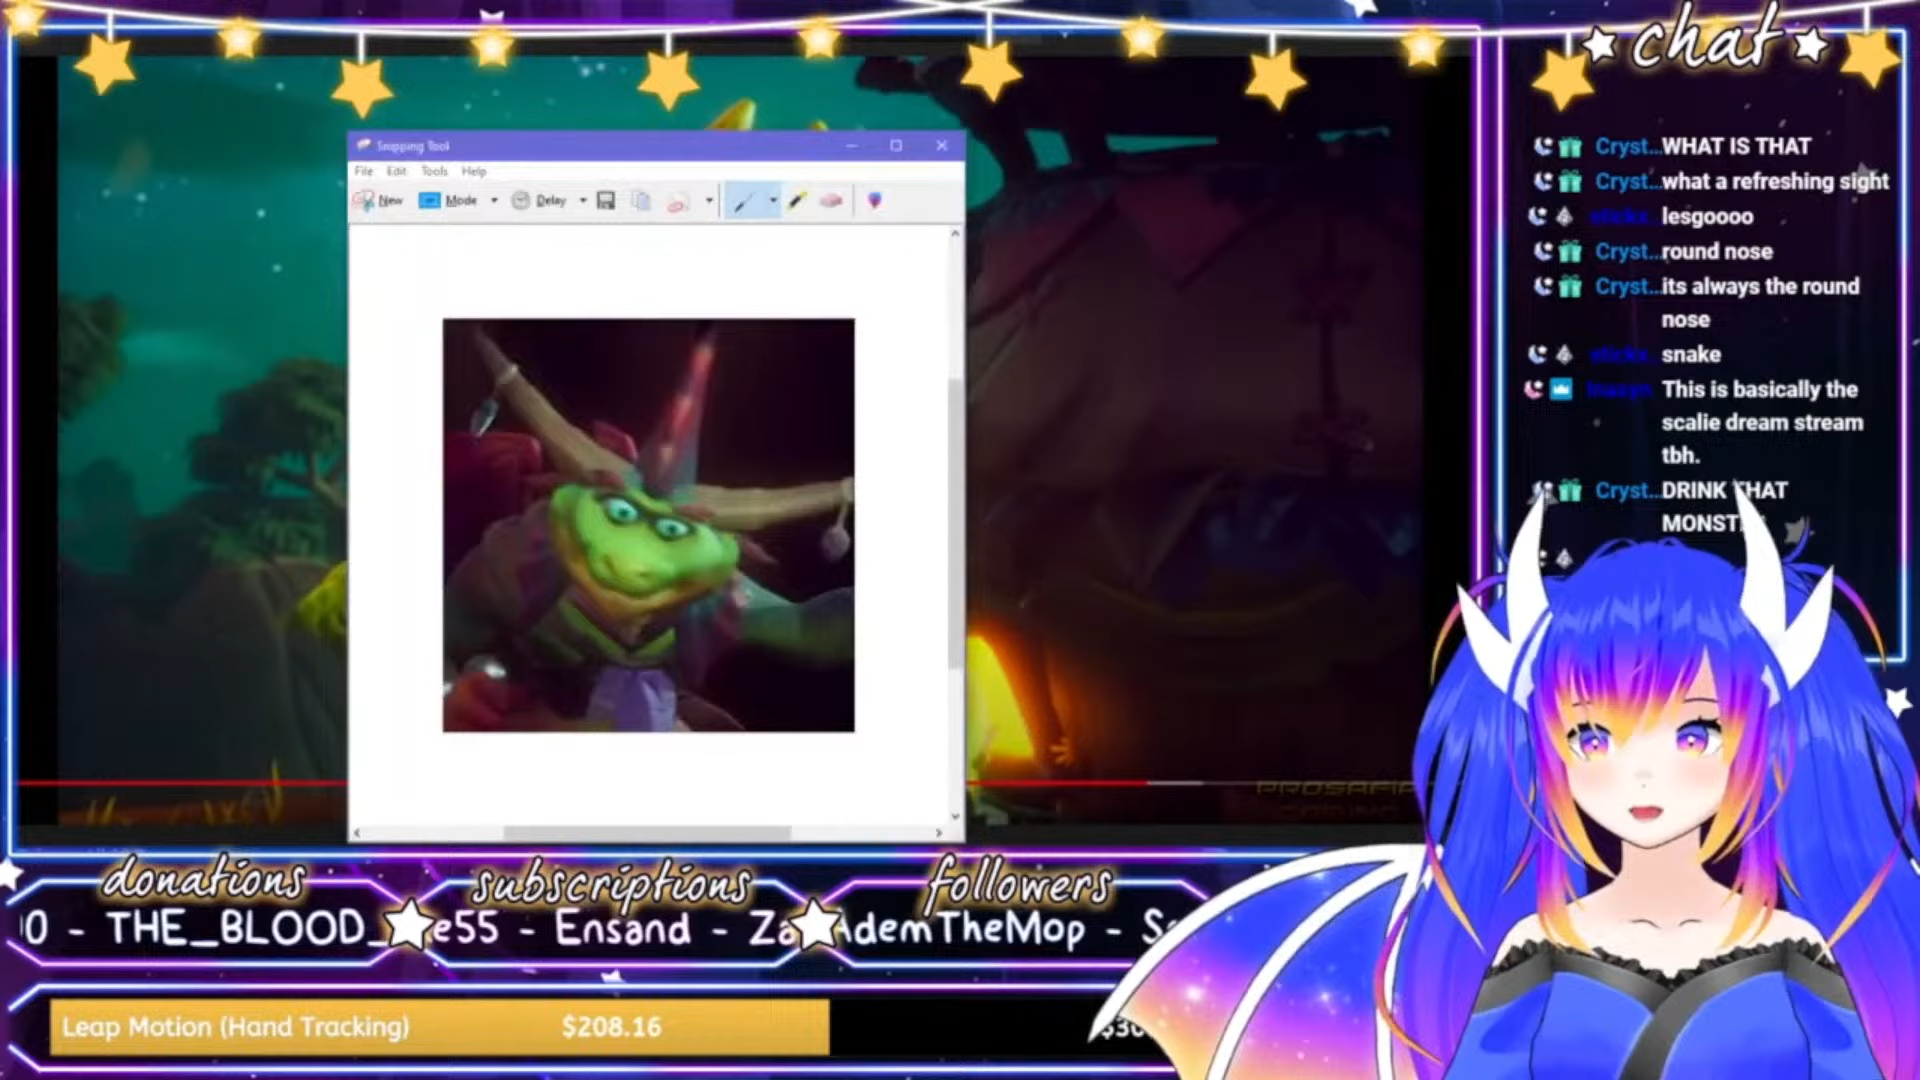 chat
Snipping Tool
File Edit Tools Help
New Mode Delay
Cryst... WHAT IS THAT
Cryst... what a refreshing sight
lesgoooo
Cryst... round nose
Cryst... its always the round
nose
snake
This is basically the
scalie dream stream
tbh.
Cryst... DRINK THAT
MONST
donations
subscriptions
followers
0 - THE_BLOOD_
e55 - Ensand - Za
AdemTheMop - S
Leap Motion (Hand Tracking) $208.16